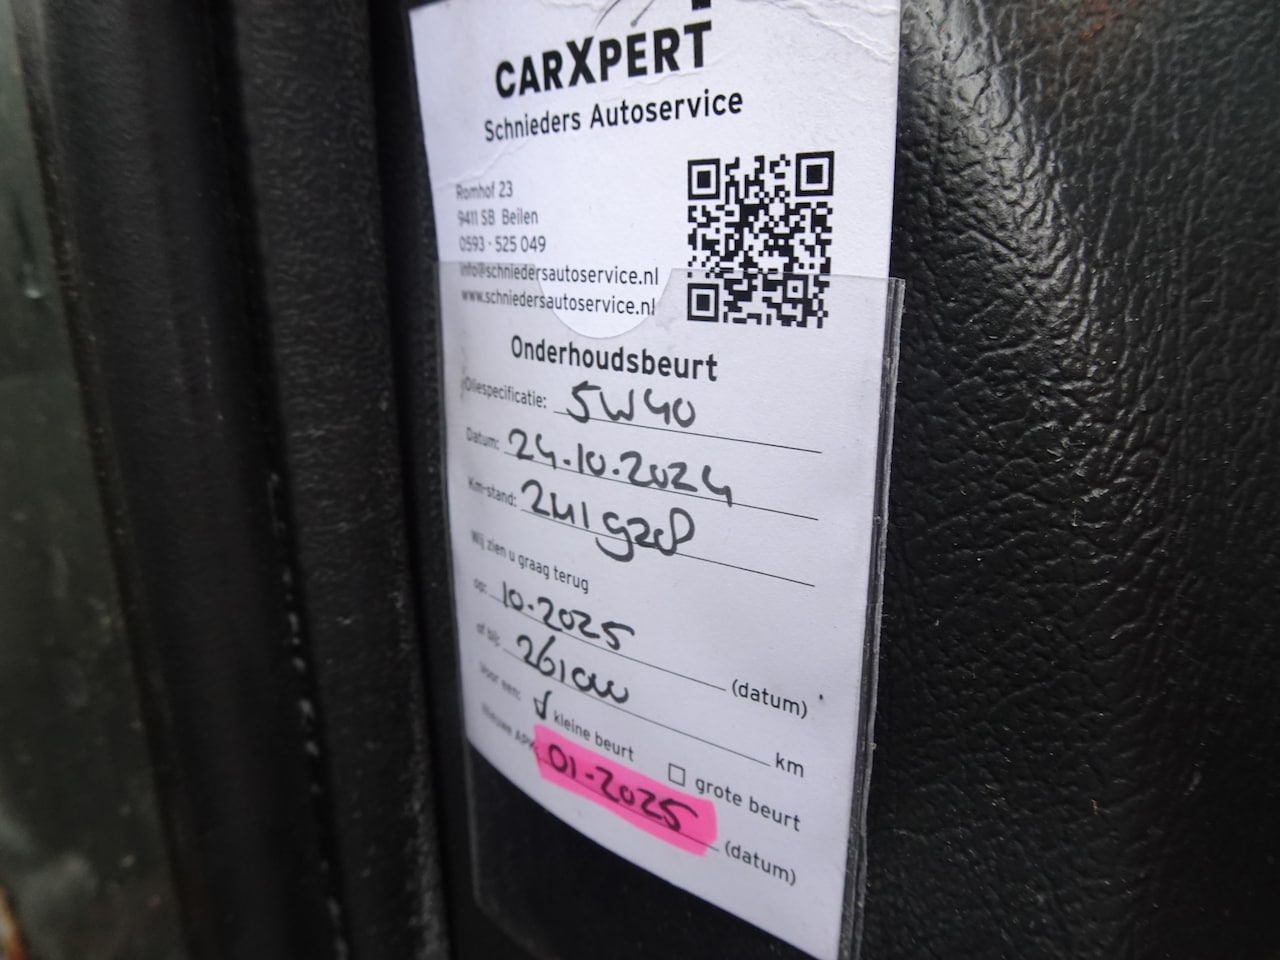 CARXPERT
Schnieders Autoservice
Romhof 23
9411 SB Beilen
0593 - 525 049
info@schniedersautoservice.nl
www.schniedersautoservice.nl
Onderhoudsbeurt
Oliespecificatie: 5W40
Datum: 24.10.2024
Km-stand: 241920
Wij zien u graag terug
op: 10-2025 (datum)
of bij: 261000 km
Voor een: kleine beurt grote beurt
Nieuwe APK: 01-2025 (datum)